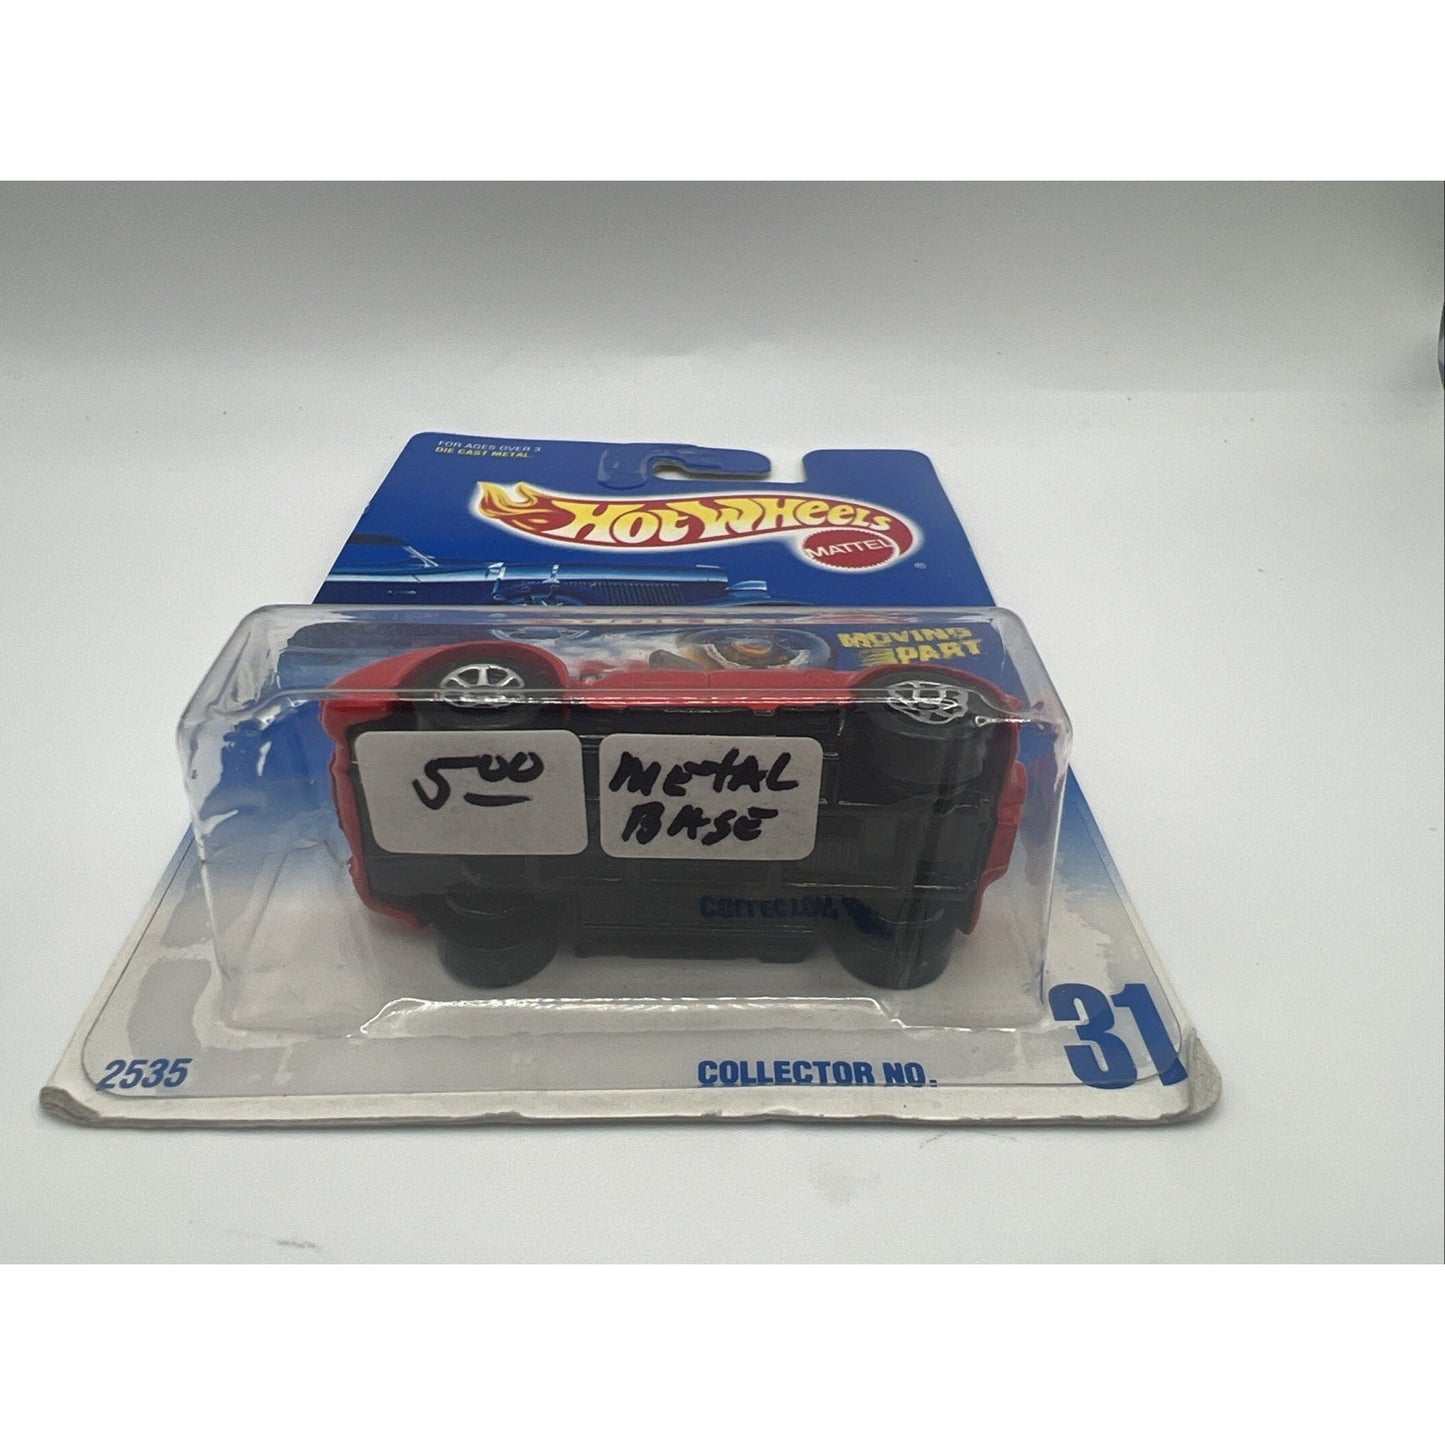 FOR AGES OVER 3
DIE CAST METAL
HOT WHEELS
MATTEL
®
MOVING
PART
5 00
METAL
BASE
2535
COLLECTOR NO.
31